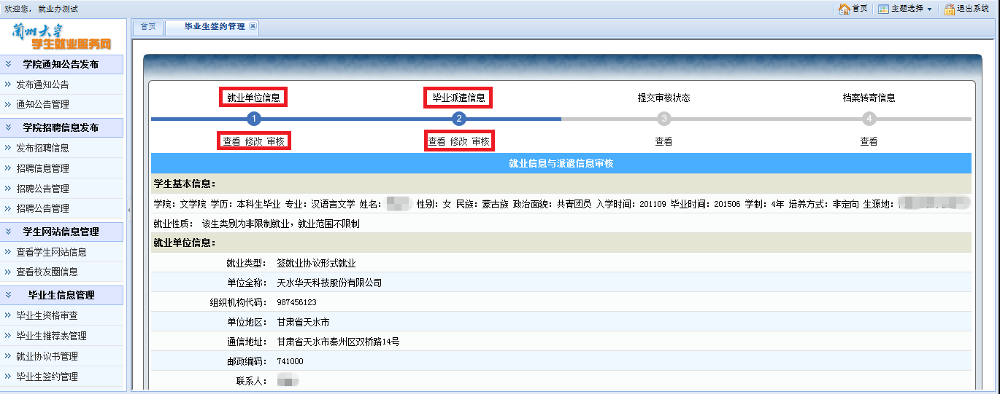 欢迎您, 就业办测试
首页 主题选择 退出系统
兰州大学
学生就业服务网
学院通知公告发布
发布通知公告
通知公告管理
学院招聘信息发布
发布招聘信息
招聘信息管理
招聘公告管理
招聘公告管理
学生网站信息管理
查看学生网站信息
查看校友圈信息
毕业生信息管理
毕业生资格审查
毕业生推荐表管理
就业协议书管理
毕业生签约管理
首页 毕业生签约管理
就业单位信息 毕业派遣信息 提交审核状态 档案转寄信息
1 2 3 4
查看 修改 审核 查看 修改 审核 查看 查看
就业信息与派遣信息审核
学生基本信息:
学院: 文学院 学历: 本科生毕业 专业: 汉语言文学 姓名: 性别: 女 民族: 蒙古族 政治面貌: 共青团员 入学时间: 201109 毕业时间: 201506 学制: 4年 培养方式: 非定向 生源地:
就业性质: 该生类别为非限制就业，就业范围不限制
就业单位信息:
就业类型: 签就业协议形式就业
单位全称: 天水华天科技股份有限公司
组织机构代码: 987456123
单位地区: 甘肃省天水市
通信地址: 甘肃省天水市秦州区双桥路14号
邮政编码: 741000
联系人: